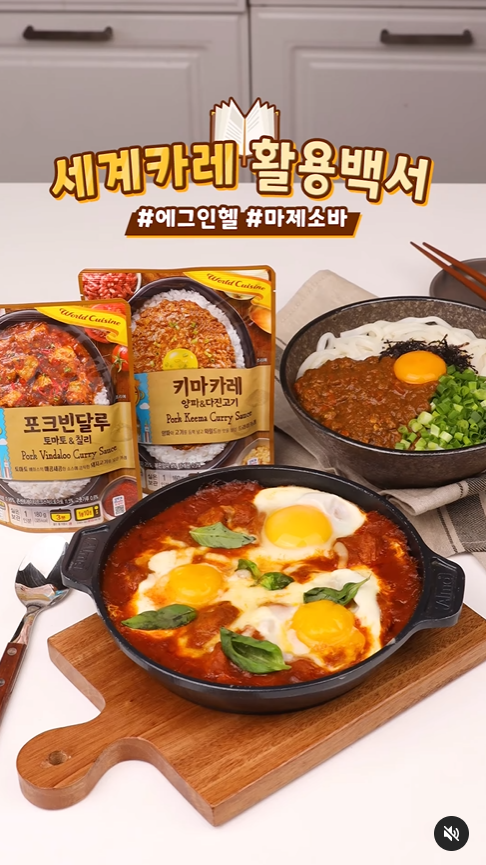 세계카레 활용백서
#에그인헬 #마제소바
World Cuisine
World Cuisine
키마카레
양파&다진고기
Pork Keema Curry Sauce
포크빈달루
토마토&칠리
Pork Vindaloo Curry Sauce
180 g